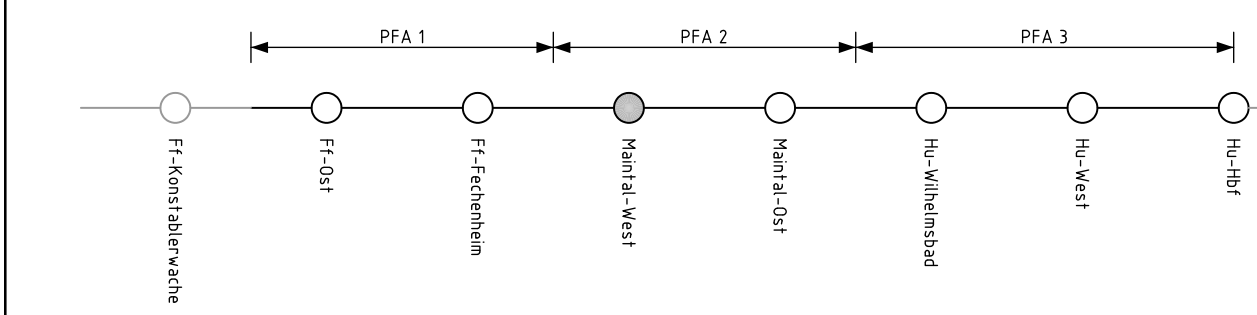 PFA 1
PFA 2
PFA 3
Ff-Konstablerwache
Ff-Ost
Ff-Fechenheim
Maintal-West
Maintal-Ost
Hu-Wilhelmsbad
Hu-West
Hu-Hbf